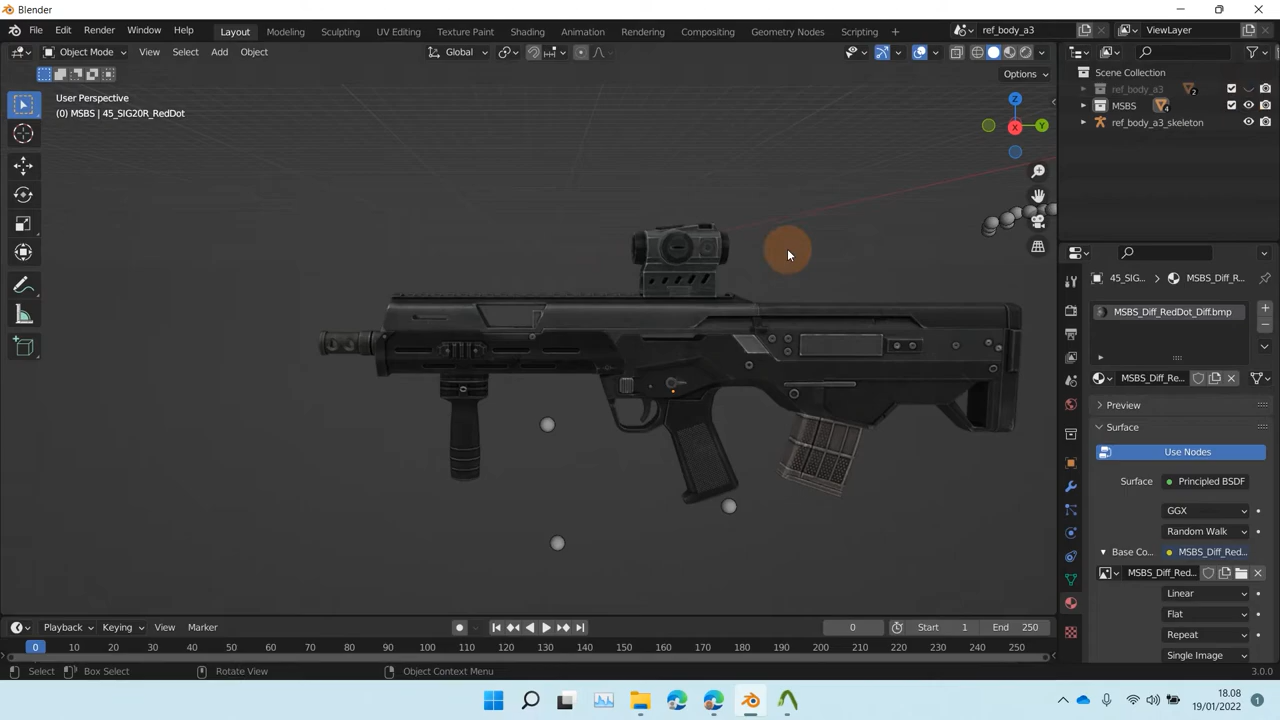 Blender
File Edit Render Window Help Layout Modeling Sculpting UV Editing Texture Paint Shading Animation Rendering Compositing Geometry Nodes Scripting + ref_body_a3 ViewLayer
Object Mode View Select Add Object Global
Options
Scene Collection
ref_body_a3 2
MSBS 4
ref_body_a3_skeleton
User Perspective
(0) MSBS | 45_SIG20R_RedDot
Z
Y
X
45_SIG... MSBS_Diff_R...
MSBS_Diff_RedDot_Diff.bmp
MSBS_Diff_Re...
Preview
Surface
Use Nodes
Surface Principled BSDF
GGX
Random Walk
Base Co... MSBS_Diff_Red...
MSBS_Diff_Red...
Linear
Flat
Repeat
Single Image
Playback Keying View Marker 0 Start 1 End 250
0 10 20 30 40 50 60 70 80 90 100 110 120 130 140 150 160 170 180 190 200 210 220 230 240 250
Select Box Select Rotate View Object Context Menu 3.0.0
18.08
19/01/2022
1